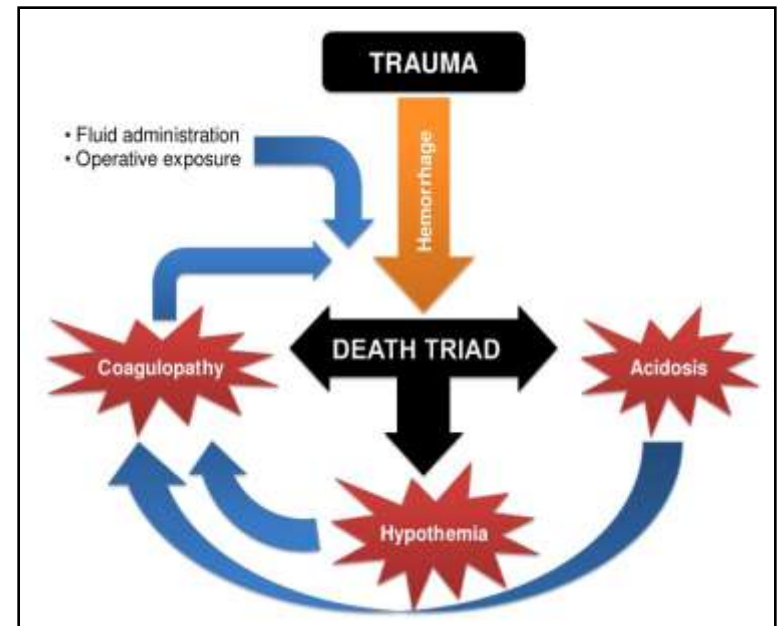 TRAUMA
• Fluid administration
• Operative exposure
Hemorrhage
DEATH TRIAD
Coagulopathy
Acidosis
Hypothemia